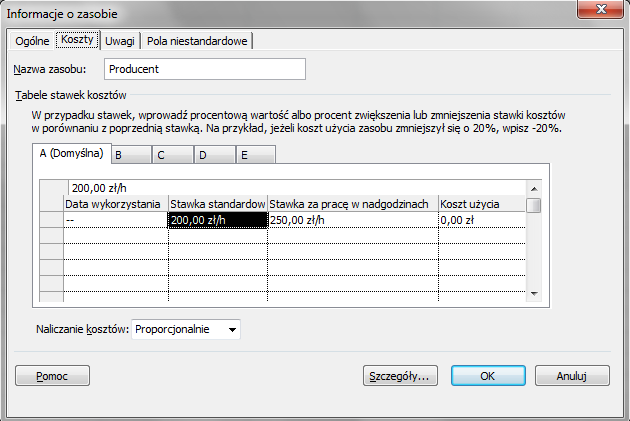 Informacje o zasobie
Ogólne Koszty Uwagi Pola niestandardowe
Nazwa zasobu: Producent
Tabele stawek kosztów
W przypadku stawek, wprowadź procentową wartość albo procent zwiększenia lub zmniejszenia stawki kosztów
w porównaniu z poprzednią stawką. Na przykład, jeżeli koszt użycia zasobu zmniejszył się o 20%, wpisz -20%.
A (Domyślna) B C D E
200,00 zł/h
Data wykorzystania Stawka standardow Stawka za pracę w nadgodzinach Koszt użycia
-- 200,00 zł/h 250,00 zł/h 0,00 zł
Naliczanie kosztów: Proporcjonalnie
Pomoc Szczegóły... OK Anuluj